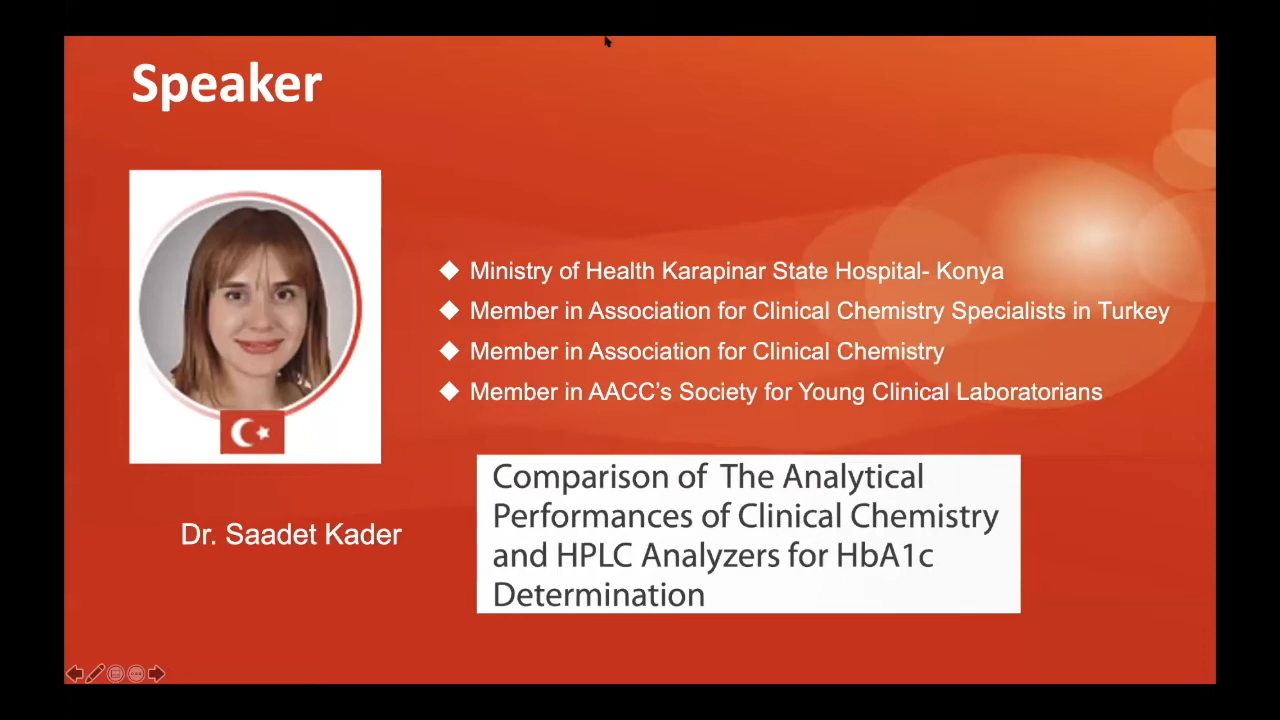 Speaker
Ministry of Health Karapinar State Hospital- Konya
Member in Association for Clinical Chemistry Specialists in Turkey
Member in Association for Clinical Chemistry
Member in AACC’s Society for Young Clinical Laboratorians
Dr. Saadet Kader
Comparison of The Analytical
Performances of Clinical Chemistry
and HPLC Analyzers for HbA1c
Determination